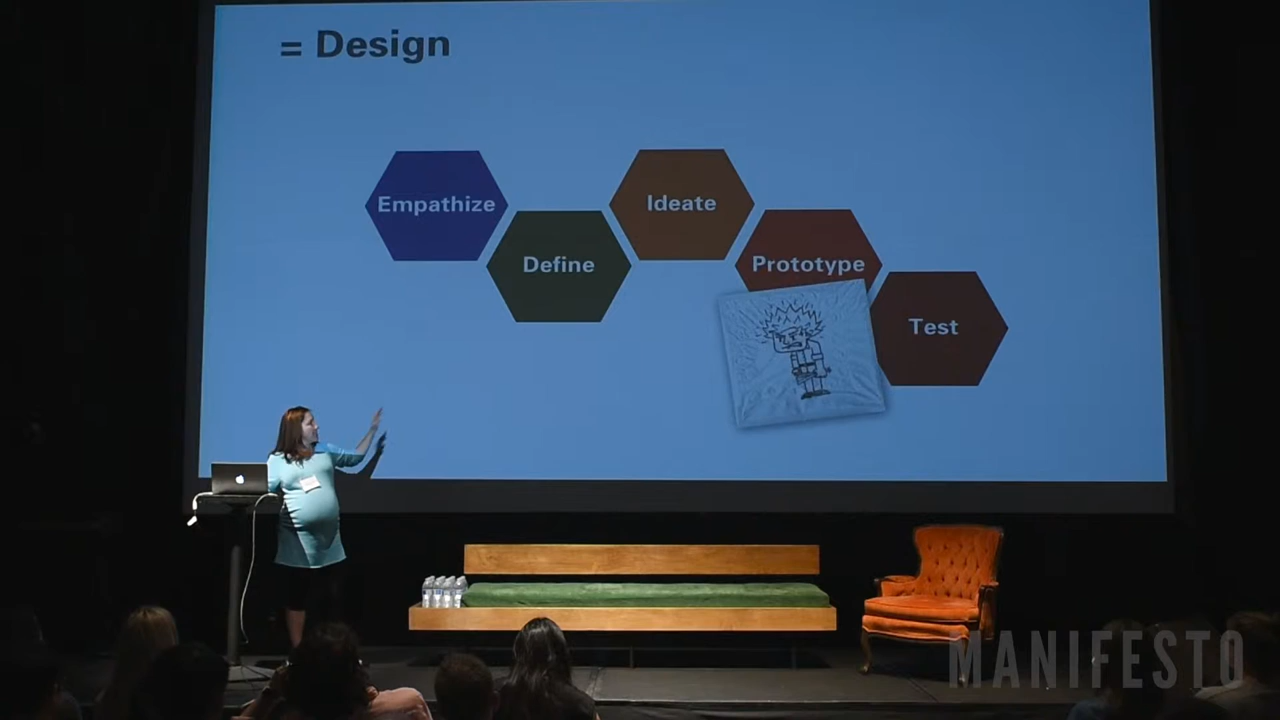 = Design
Empathize
Define
Ideate
Prototype
Test
MANIFESTO